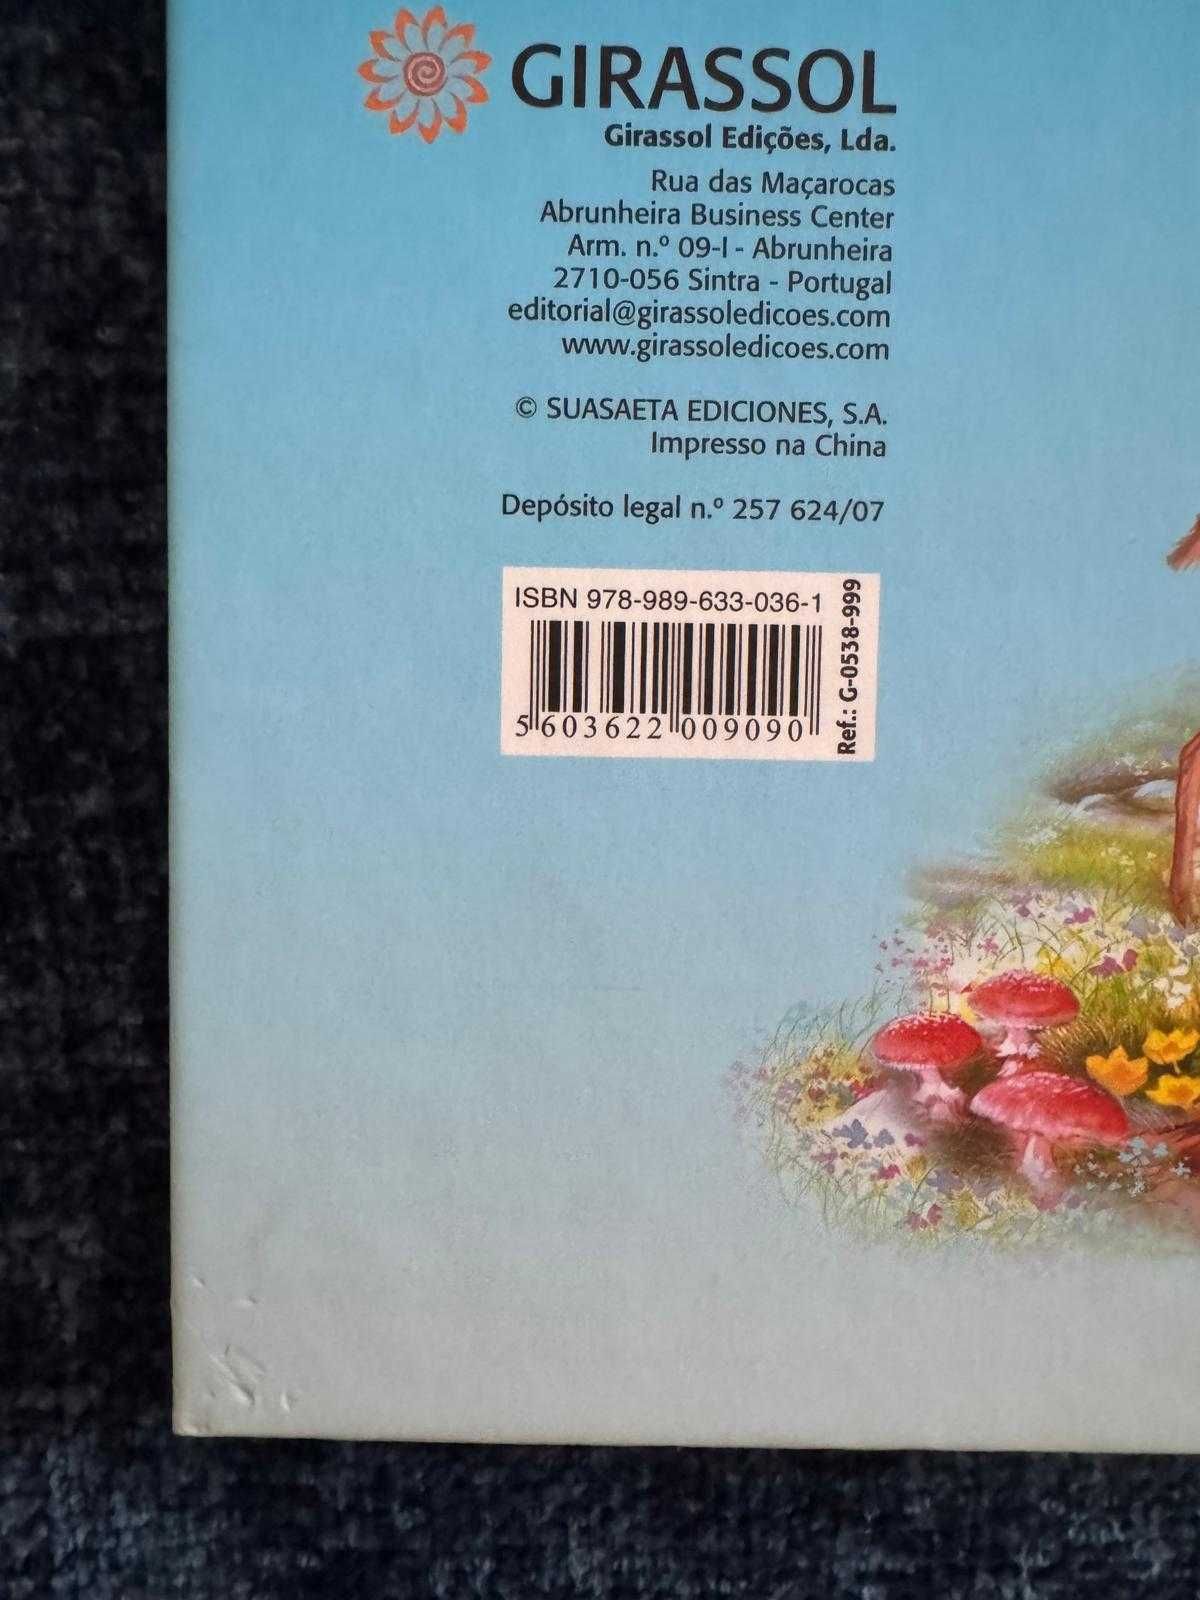 GIRASSOL
Girassol Edições, Lda.
Rua das Maçarocas
Abrunheira Business Center
Arm. n.º 09-I - Abrunheira
2710-056 Sintra - Portugal
editorial@girassoledicoes.com
www.girassoledicoes.com
© SUASAETA EDICIONES, S.A.
Impresso na China
Depósito legal n.º 257 624/07
ISBN 978-989-633-036-1
5 603622 009090
Ref.: G-0538-999